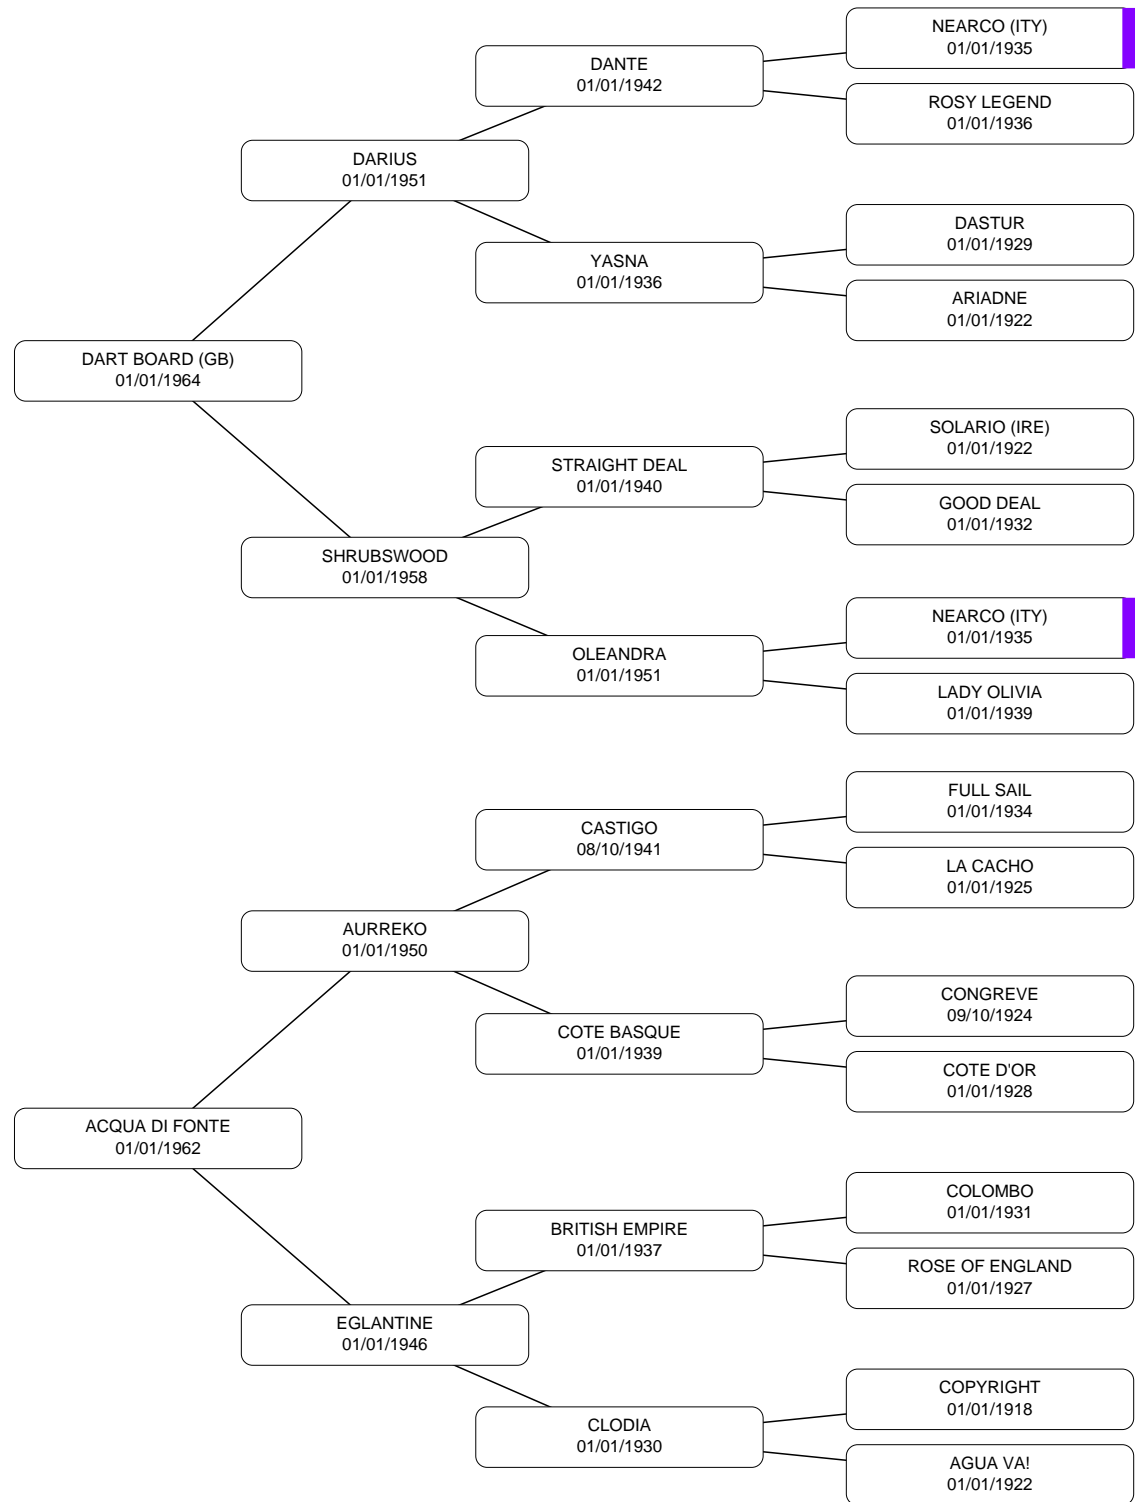 NEARCO (ITY)
01/01/1935
DANTE
01/01/1942
ROSY LEGEND
01/01/1936
DARIUS
01/01/1951
DASTUR
01/01/1929
YASNA
01/01/1936
ARIADNE
01/01/1922
DART BOARD (GB)
01/01/1964
SOLARIO (IRE)
01/01/1922
STRAIGHT DEAL
01/01/1940
GOOD DEAL
01/01/1932
SHRUBSWOOD
01/01/1958
NEARCO (ITY)
01/01/1935
OLEANDRA
01/01/1951
LADY OLIVIA
01/01/1939
FULL SAIL
01/01/1934
CASTIGO
08/10/1941
LA CACHO
01/01/1925
AURREKO
01/01/1950
CONGREVE
09/10/1924
COTE BASQUE
01/01/1939
COTE D'OR
01/01/1928
ACQUA DI FONTE
01/01/1962
COLOMBO
01/01/1931
BRITISH EMPIRE
01/01/1937
ROSE OF ENGLAND
01/01/1927
EGLANTINE
01/01/1946
COPYRIGHT
01/01/1918
CLODIA
01/01/1930
AGUA VA!
01/01/1922